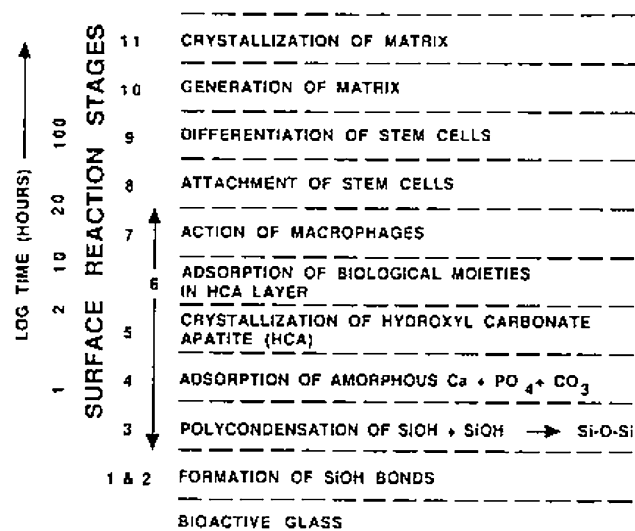 11 CRYSTALLIZATION OF MATRIX
10 GENERATION OF MATRIX
9 DIFFERENTIATION OF STEM CELLS
8 ATTACHMENT OF STEM CELLS
7 ACTION OF MACROPHAGES
6 ADSORPTION OF BIOLOGICAL MOIETIES
IN HCA LAYER
5 CRYSTALLIZATION OF HYDROXYL CARBONATE
APATITE (HCA)
4 ADSORPTION OF AMORPHOUS Ca + PO4 + CO3
3 POLYCONDENSATION OF SiOH + SiOH → Si-O-Si
1 & 2 FORMATION OF SiOH BONDS
BIOACTIVE GLASS
SURFACE REACTION STAGES
100
20
10
2
1
LOG TIME (HOURS)